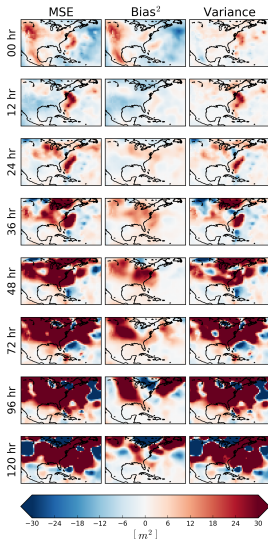 MSE Bias² Variance
00 hr
12 hr
24 hr
36 hr
48 hr
72 hr
96 hr
120 hr
−30 −24 −18 −12 −6 0 6 12 18 24 30
[m²]